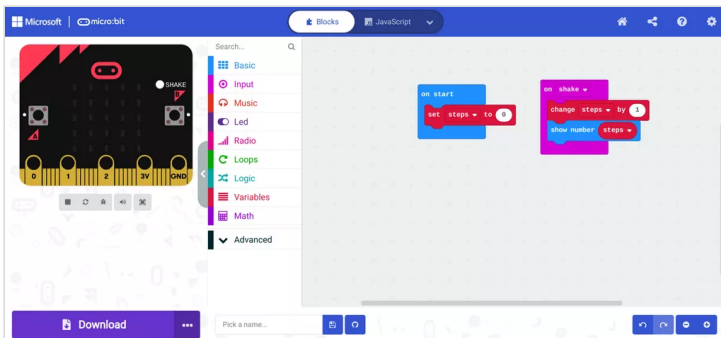 Microsoft | micro:bit
Blocks
JavaScript
SHAKE
B
A
0 1 2 3V GND
Search...
Basic
Input
Music
Led
Radio
Loops
Logic
Variables
Math
Advanced
on start
set steps to 0
on shake
change steps by 1
show number steps
Download
Pick a name...